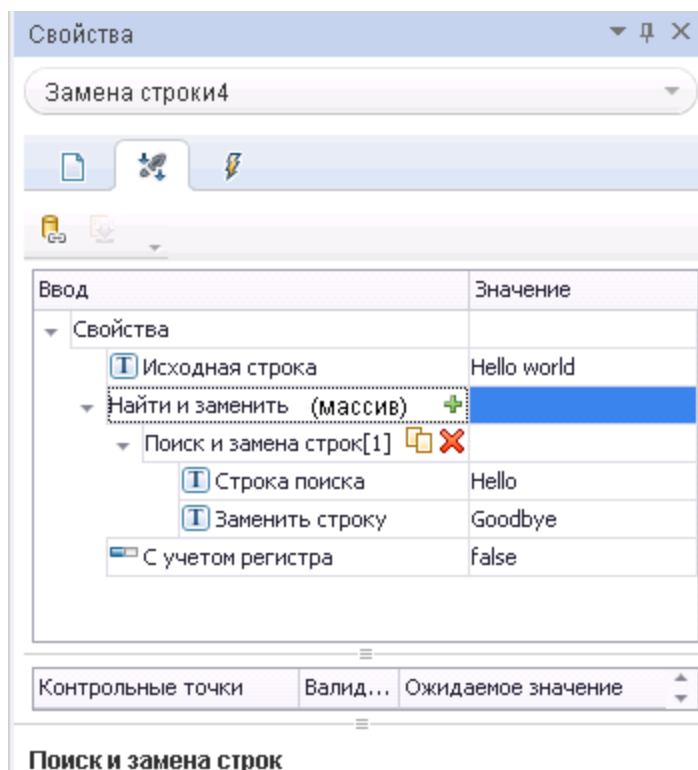 Свойства
Замена строки4
Ввод Значение
Свойства
Исходная строка Hello world
Найти и заменить (массив)
Поиск и замена строк[1]
Строка поиска Hello
Заменить строку Goodbye
С учетом регистра false
Контрольные точки Валид... Ожидаемое значение
Поиск и замена строк